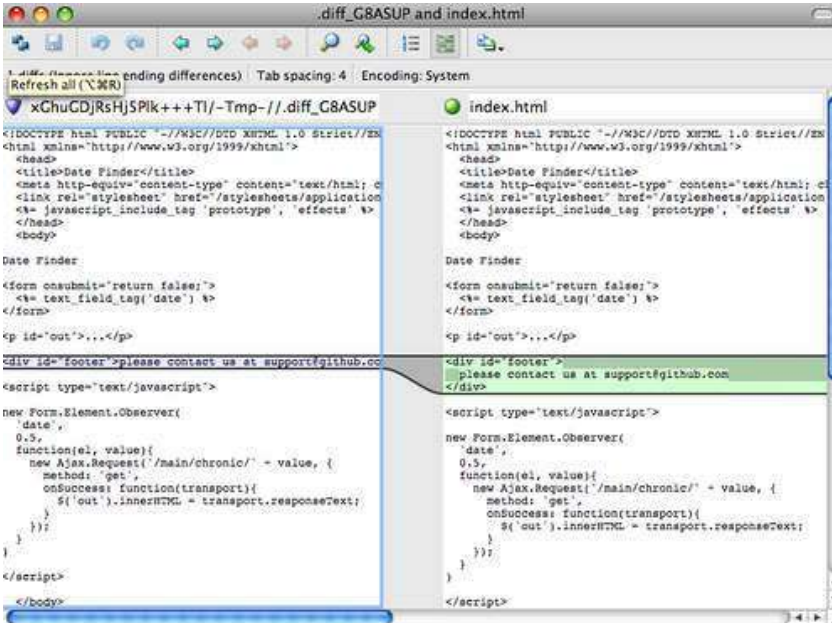 .diff_G8ASUP and index.html
1 diffs (Ignore line ending differences) Tab spacing: 4 Encoding: System
Refresh all (⌥⌘R)
xGhuGDjRsHjSPlk+++TI/-Tmp-//.diff_G8ASUP
<!DOCTYPE html PUBLIC "-//W3C//DTD XHTML 1.0 Strict//EN
<html xmlns="http://www.w3.org/1999/xhtml">
<head>
<title>Date Finder</title>
<meta http-equiv="content-type" content="text/html; c
<link rel="stylesheet" href="/stylesheets/application
<%= javascript_include_tag 'prototype', 'effects' %>
</head>
<body>
Date Finder
<form onsubmit="return false;">
<%= text_field_tag('date') %>
</form>
<p id="out">...</p>
<div id="footer">please contact us at support@github.co
<script type="text/javascript">
new Form.Element.Observer(
'date',
0.5,
function(el, value){
new Ajax.Request('/main/chronic/' + value, {
method: 'get',
onSuccess: function(transport){
$('out').innerHTML = transport.responseText;
}
});
}
)
</script>
</body>
index.html
<!DOCTYPE html PUBLIC "-//W3C//DTD XHTML 1.0 Strict//EN
<html xmlns="http://www.w3.org/1999/xhtml">
<head>
<title>Date Finder</title>
<meta http-equiv="content-type" content="text/html; cl
<link rel="stylesheet" href="/stylesheets/application
<%= javascript_include_tag 'prototype', 'effects' %>
</head>
<body>
Date Finder
<form onsubmit="return false;">
<%= text_field_tag('date') %>
</form>
<p id="out">...</p>
<div id="footer">
please contact us at support@github.com
</div>
<script type="text/javascript">
new Form.Element.Observer(
'date',
0.5,
function(el, value){
new Ajax.Request('/main/chronic/' + value, {
method: 'get',
onSuccess: function(transport){
$('out').innerHTML = transport.responseText;
}
});
}
)
</script>